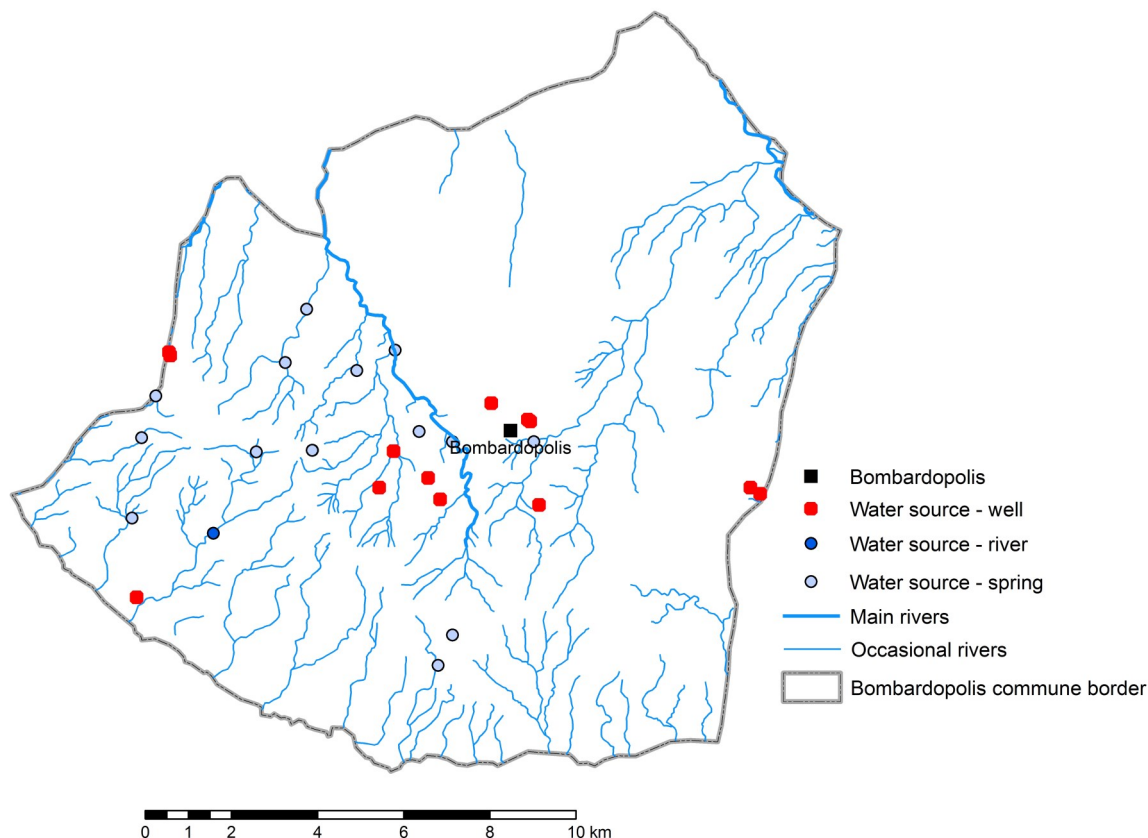 Bombardopolis
Bombardopolis
Water source - well
Water source - river
Water source - spring
Main rivers
Occasional rivers
Bombardopolis commune border
0 1 2 4 6 8 10 km